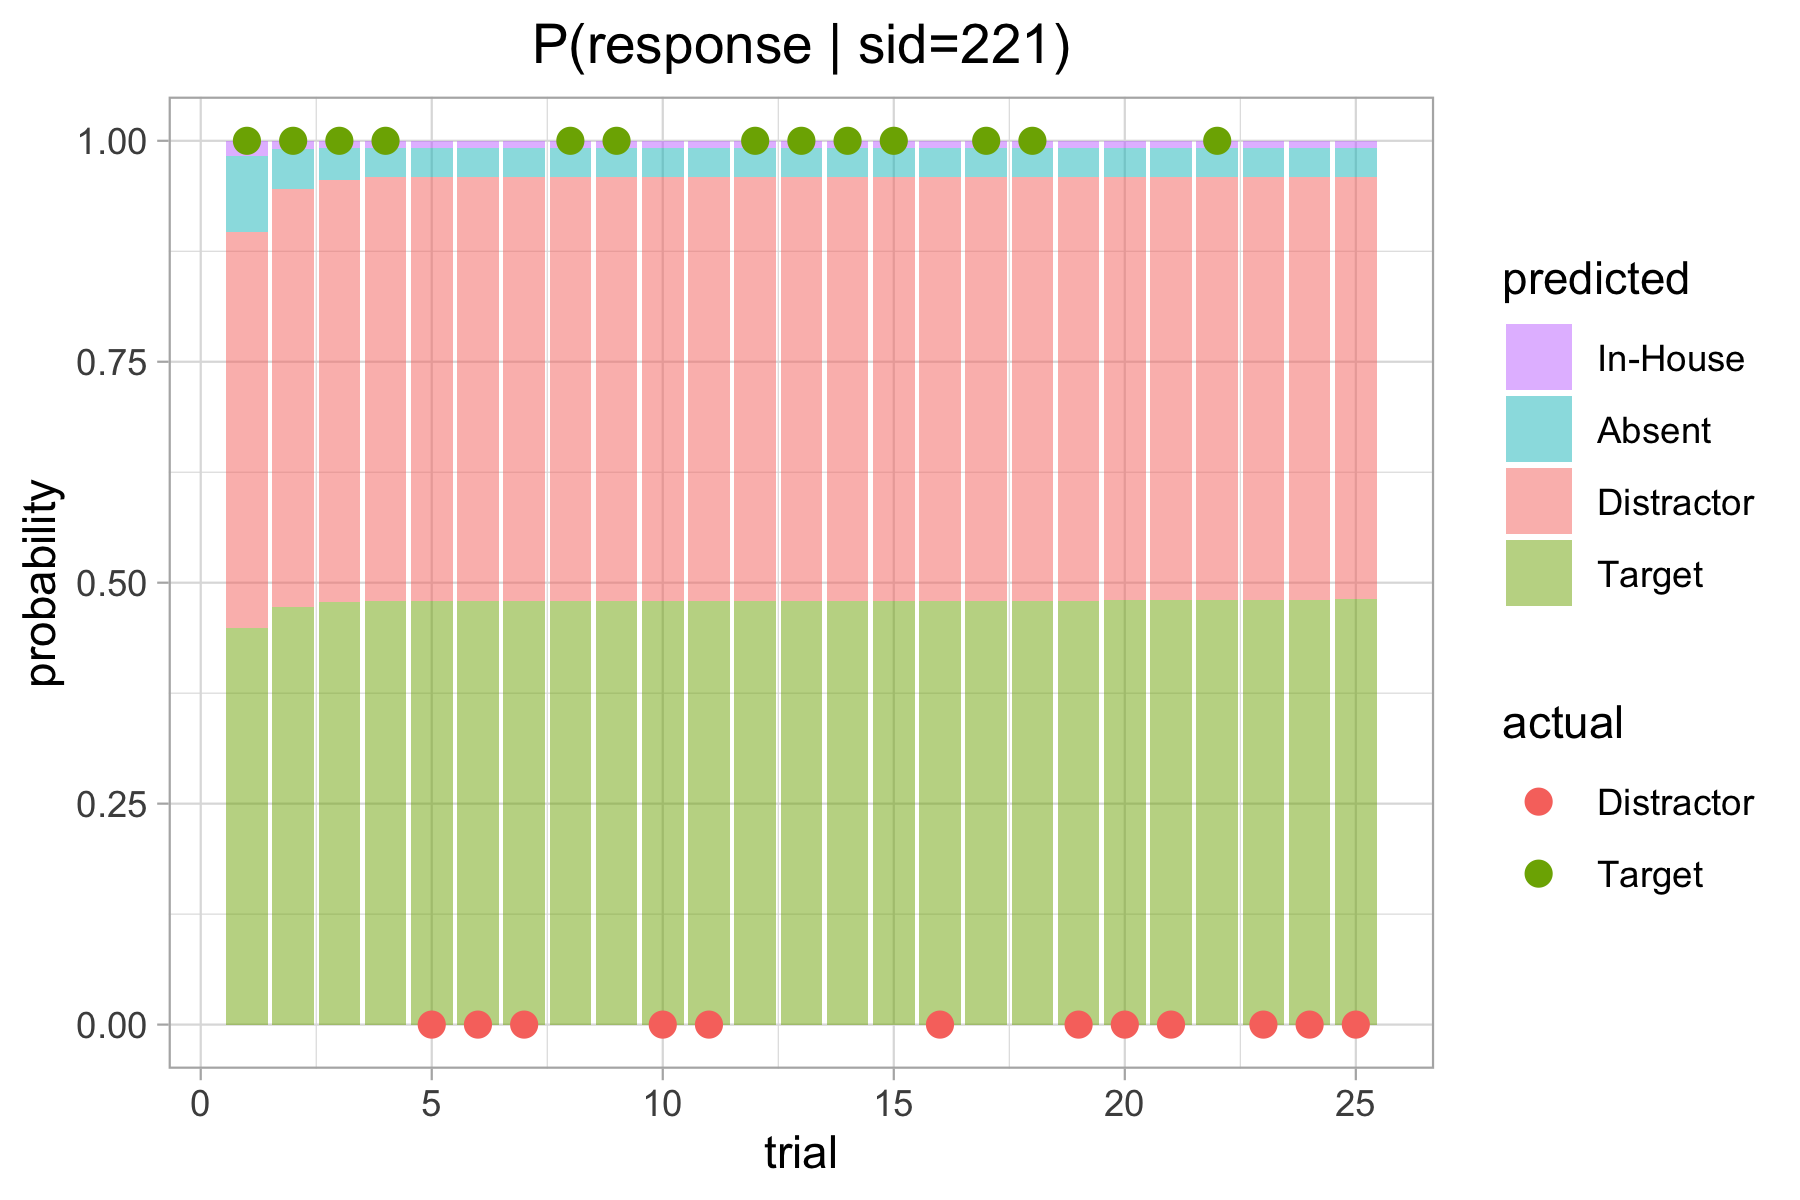 P(response | sid=221)
probability
1.00
0.75
0.50
0.25
0.00
0 5 10 15 20 25
trial
predicted
In-House
Absent
Distractor
Target
actual
Distractor
Target